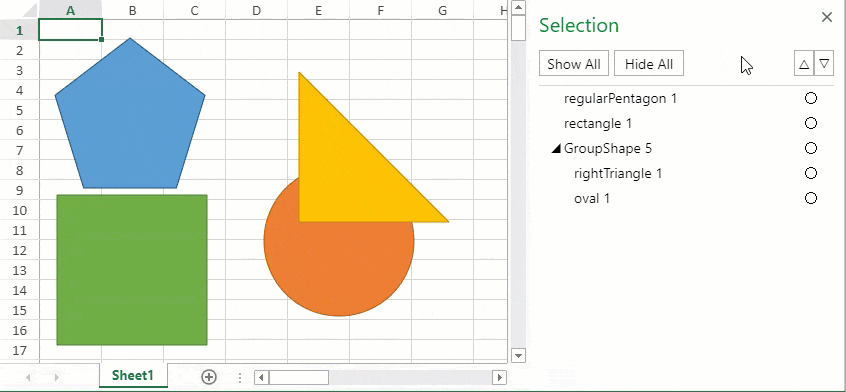 A B C D E F G H
1
2
3
4
5
6
7
8
9
10
11
12
13
14
15
16
17
Sheet1
Selection
Show All Hide All
regularPentagon 1
rectangle 1
GroupShape 5
rightTriangle 1
oval 1